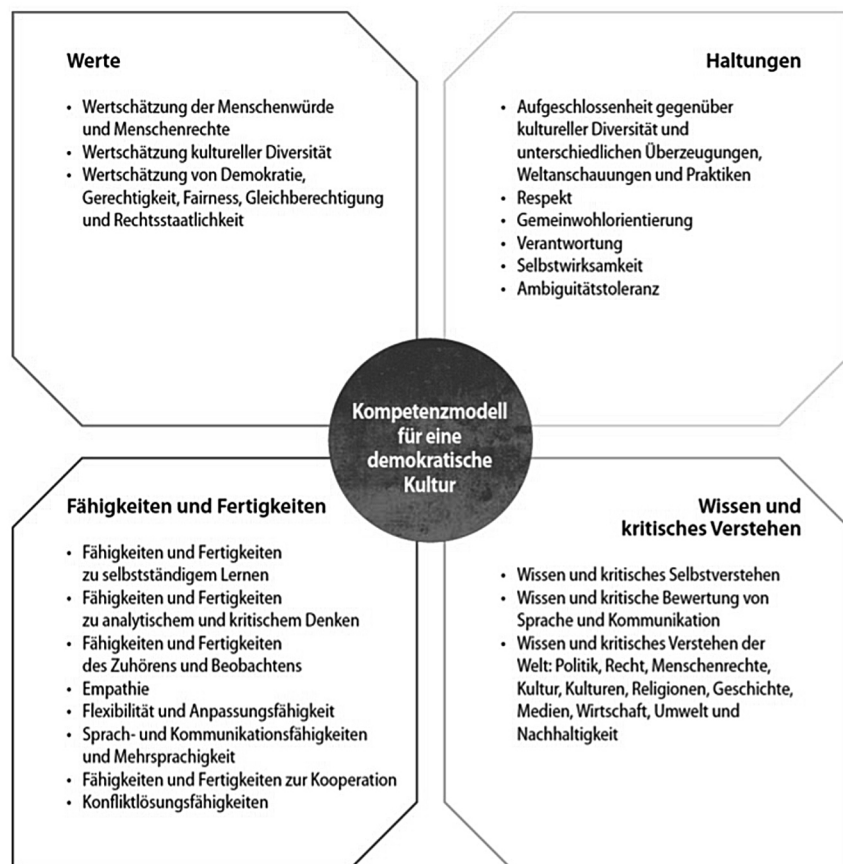 Werte
• Wertschätzung der Menschenwürde
und Menschenrechte
• Wertschätzung kultureller Diversität
• Wertschätzung von Demokratie,
Gerechtigkeit, Fairness, Gleichberechtigung
und Rechtsstaatlichkeit
Haltungen
• Aufgeschlossenheit gegenüber
kultureller Diversität und
unterschiedlichen Überzeugungen,
Weltanschauungen und Praktiken
• Respekt
• Gemeinwohlorientierung
• Verantwortung
• Selbstwirksamkeit
• Ambiguitätstoleranz
Kompetenzmodell
für eine
demokratische
Kultur
Fähigkeiten und Fertigkeiten
• Fähigkeiten und Fertigkeiten
zu selbstständigem Lernen
• Fähigkeiten und Fertigkeiten
zu analytischem und kritischem Denken
• Fähigkeiten und Fertigkeiten
des Zuhörens und Beobachtens
• Empathie
• Flexibilität und Anpassungsfähigkeit
• Sprach- und Kommunikationsfähigkeiten
und Mehrsprachigkeit
• Fähigkeiten und Fertigkeiten zur Kooperation
• Konfliktlösungsfähigkeiten
Wissen und
kritisches Verstehen
• Wissen und kritisches Selbstverstehen
• Wissen und kritische Bewertung von
Sprache und Kommunikation
• Wissen und kritisches Verstehen der
Welt: Politik, Recht, Menschenrechte,
Kultur, Kulturen, Religionen, Geschichte,
Medien, Wirtschaft, Umwelt und
Nachhaltigkeit